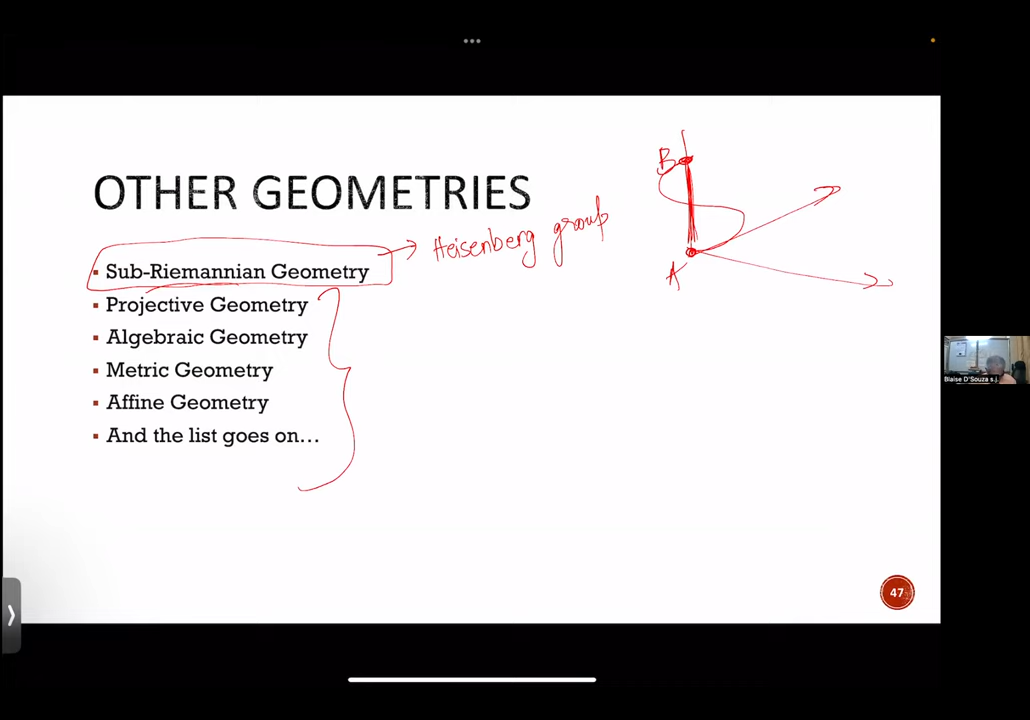 OTHER GEOMETRIES
Heisenberg group
▪ Sub-Riemannian Geometry
▪ Projective Geometry
▪ Algebraic Geometry
▪ Metric Geometry
▪ Affine Geometry
▪ And the list goes on...
B
A
47
Blaise D'Souza s.j.